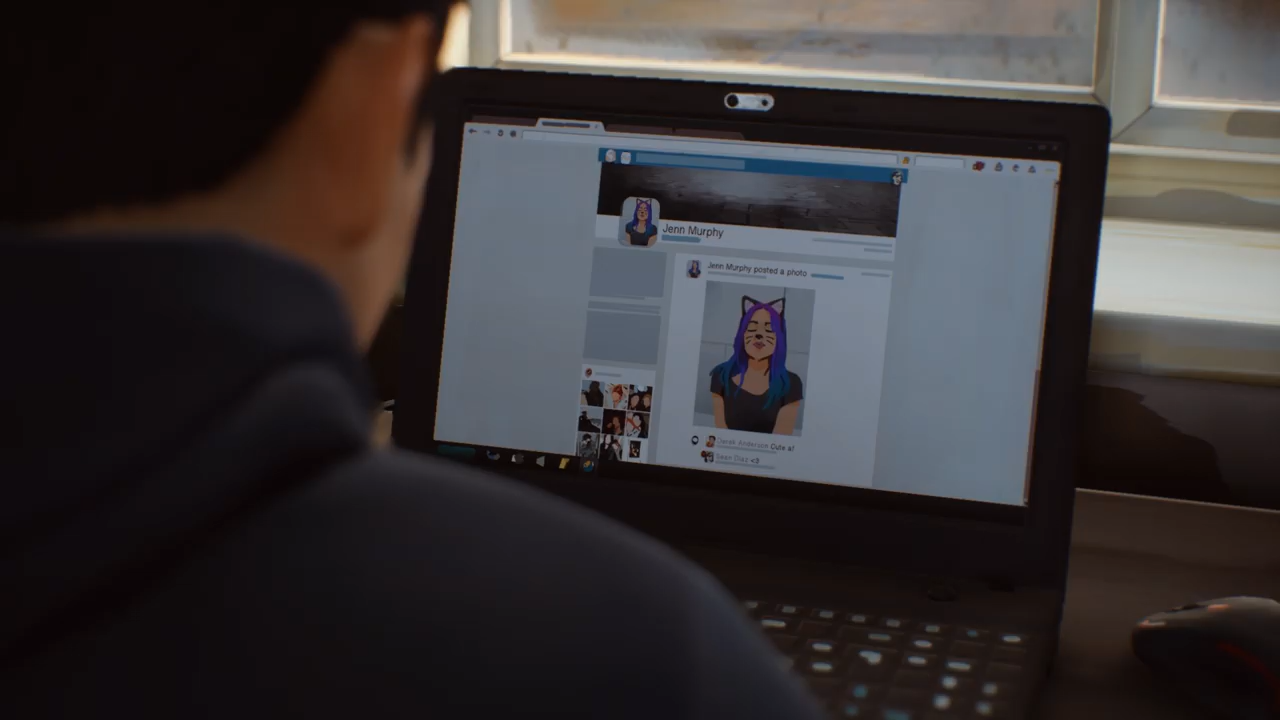 Jenn Murphy
Jenn Murphy posted a photo
Derek Anderson Cute af
Sean Diaz <3